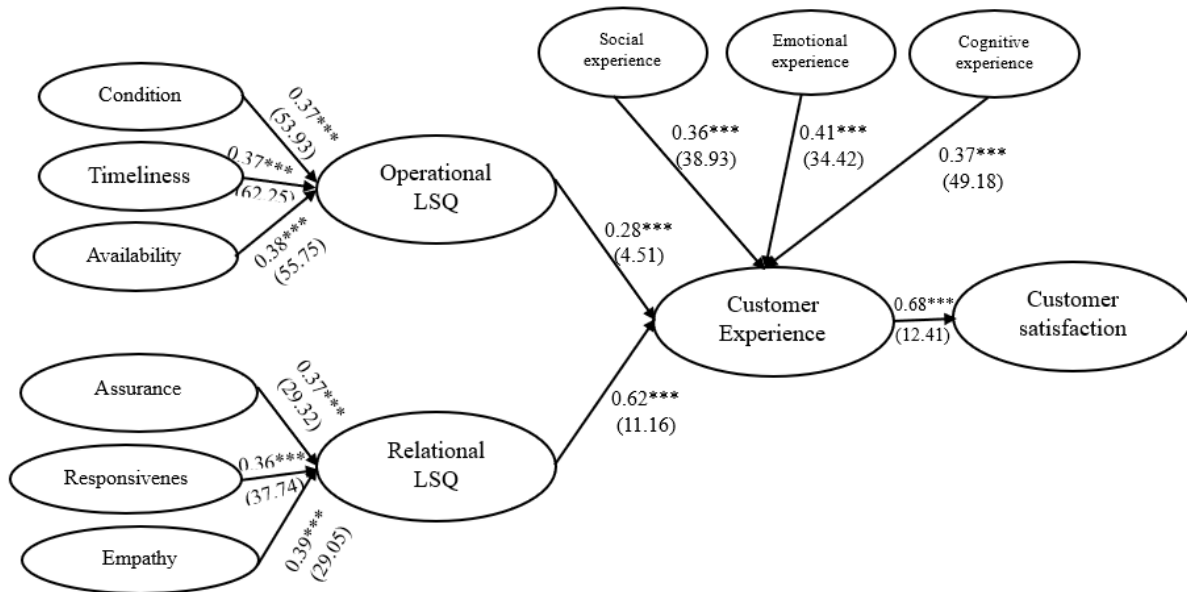 Social
experience
Emotional
experience
Cognitive
experience
Condition
0.37***
(53.93)
Timeliness
0.37***
(62.25)
Availability
0.38***
(55.75)
Operational
LSQ
0.36***
(38.93)
0.41***
(34.42)
0.37***
(49.18)
0.28***
(4.51)
Customer
Experience
0.68***
(12.41)
Customer
satisfaction
Assurance
0.37***
(29.32)
Responsivenes
0.36***
(37.74)
Empathy
0.39***
(29.05)
Relational
LSQ
0.62***
(11.16)